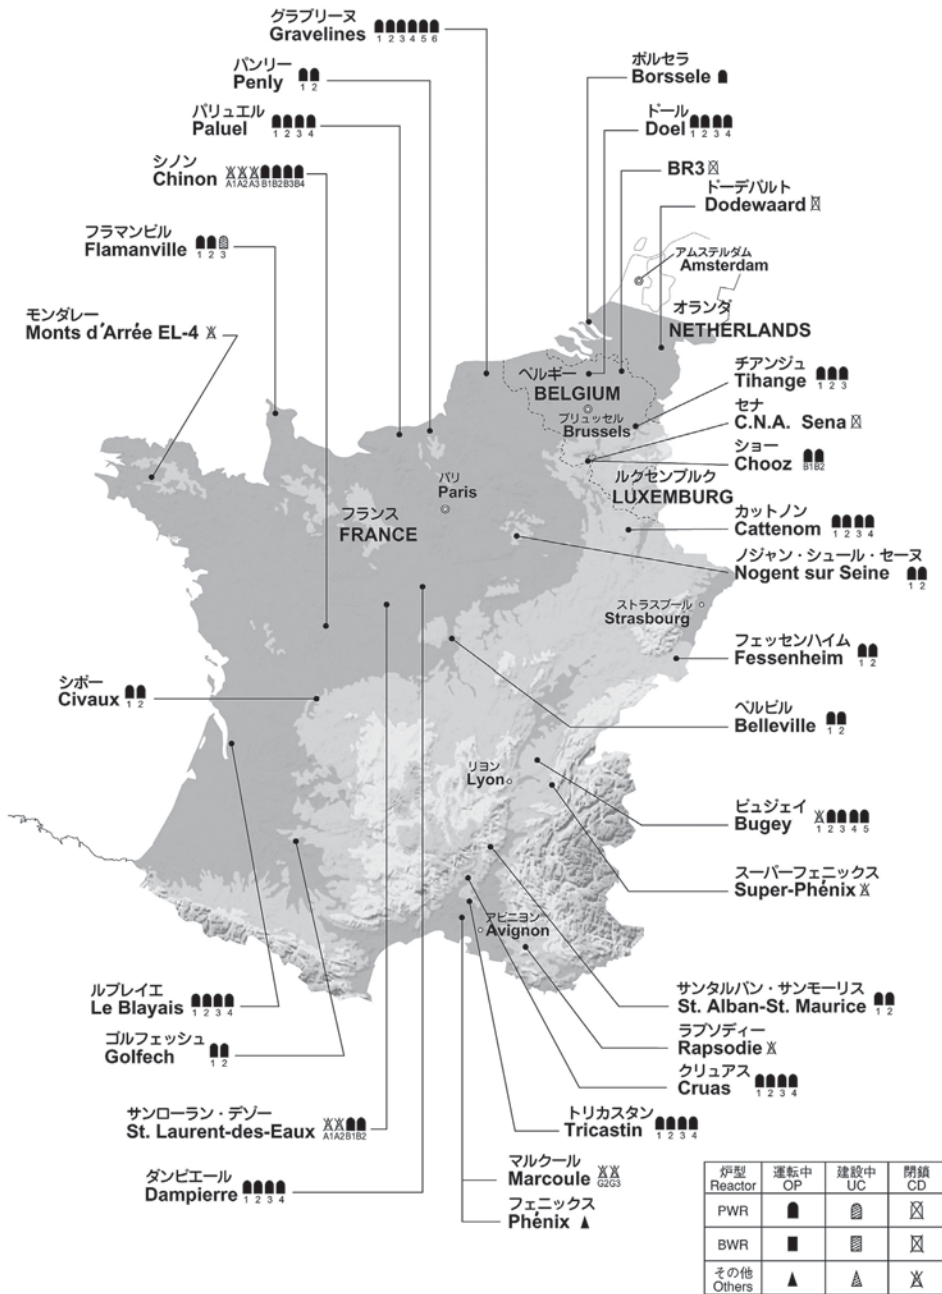 グラブリーヌ
Gravelines
1 2 3 4 5 6
パンリー
Penly
1 2
パリュエル
Paluel
1 2 3 4
シノン
Chinon
A1A2A3B1B2B3B4
フラマンビル
Flamanville
1 2 3
モンダレー
Monts d'Arrée EL-4
ボルセラ
Borssele
ドール
Doel
1 2 3 4
BR3
ドーデバルト
Dodewaard
アムステルダム
Amsterdam
オランダ
NETHERLANDS
ベルギー
BELGIUM
ブリュッセル
Brussels
チアンジュ
Tihange
1 2 3
セナ
C.N.A. Sena
ショー
Chooz
B1B2
ルクセンブルク
LUXEMBURG
カットノン
Cattenom
1 2 3 4
パリ
Paris
フランス
FRANCE
ノジャン・シュール・セーヌ
Nogent sur Seine
1 2
ストラスブール
Strasbourg
フェッセンハイム
Fessenheim
1 2
シボー
Civaux
1 2
ベルビル
Belleville
1 2
リヨン
Lyon
ビュジェイ
Bugey
1 2 3 4 5
スーパーフェニックス
Super-Phénix
アビニヨン
Avignon
ルブレイエ
Le Blayais
1 2 3 4
ゴルフェッシュ
Golfech
1 2
サンタルバン・サンモーリス
St. Alban-St. Maurice
1 2
ラプソディー
Rapsodie
クリュアス
Cruas
1 2 3 4
サンローラン・デゾー
St. Laurent-des-Eaux
A1A2B1B2
トリカスタン
Tricastin
1 2 3 4
ダンピエール
Dampierre
1 2 3 4
マルクール
Marcoule
G2G3
フェニックス
Phénix
炉型 運転中 建設中 閉鎖
Reactor OP UC CD
PWR
BWR
その他
Others